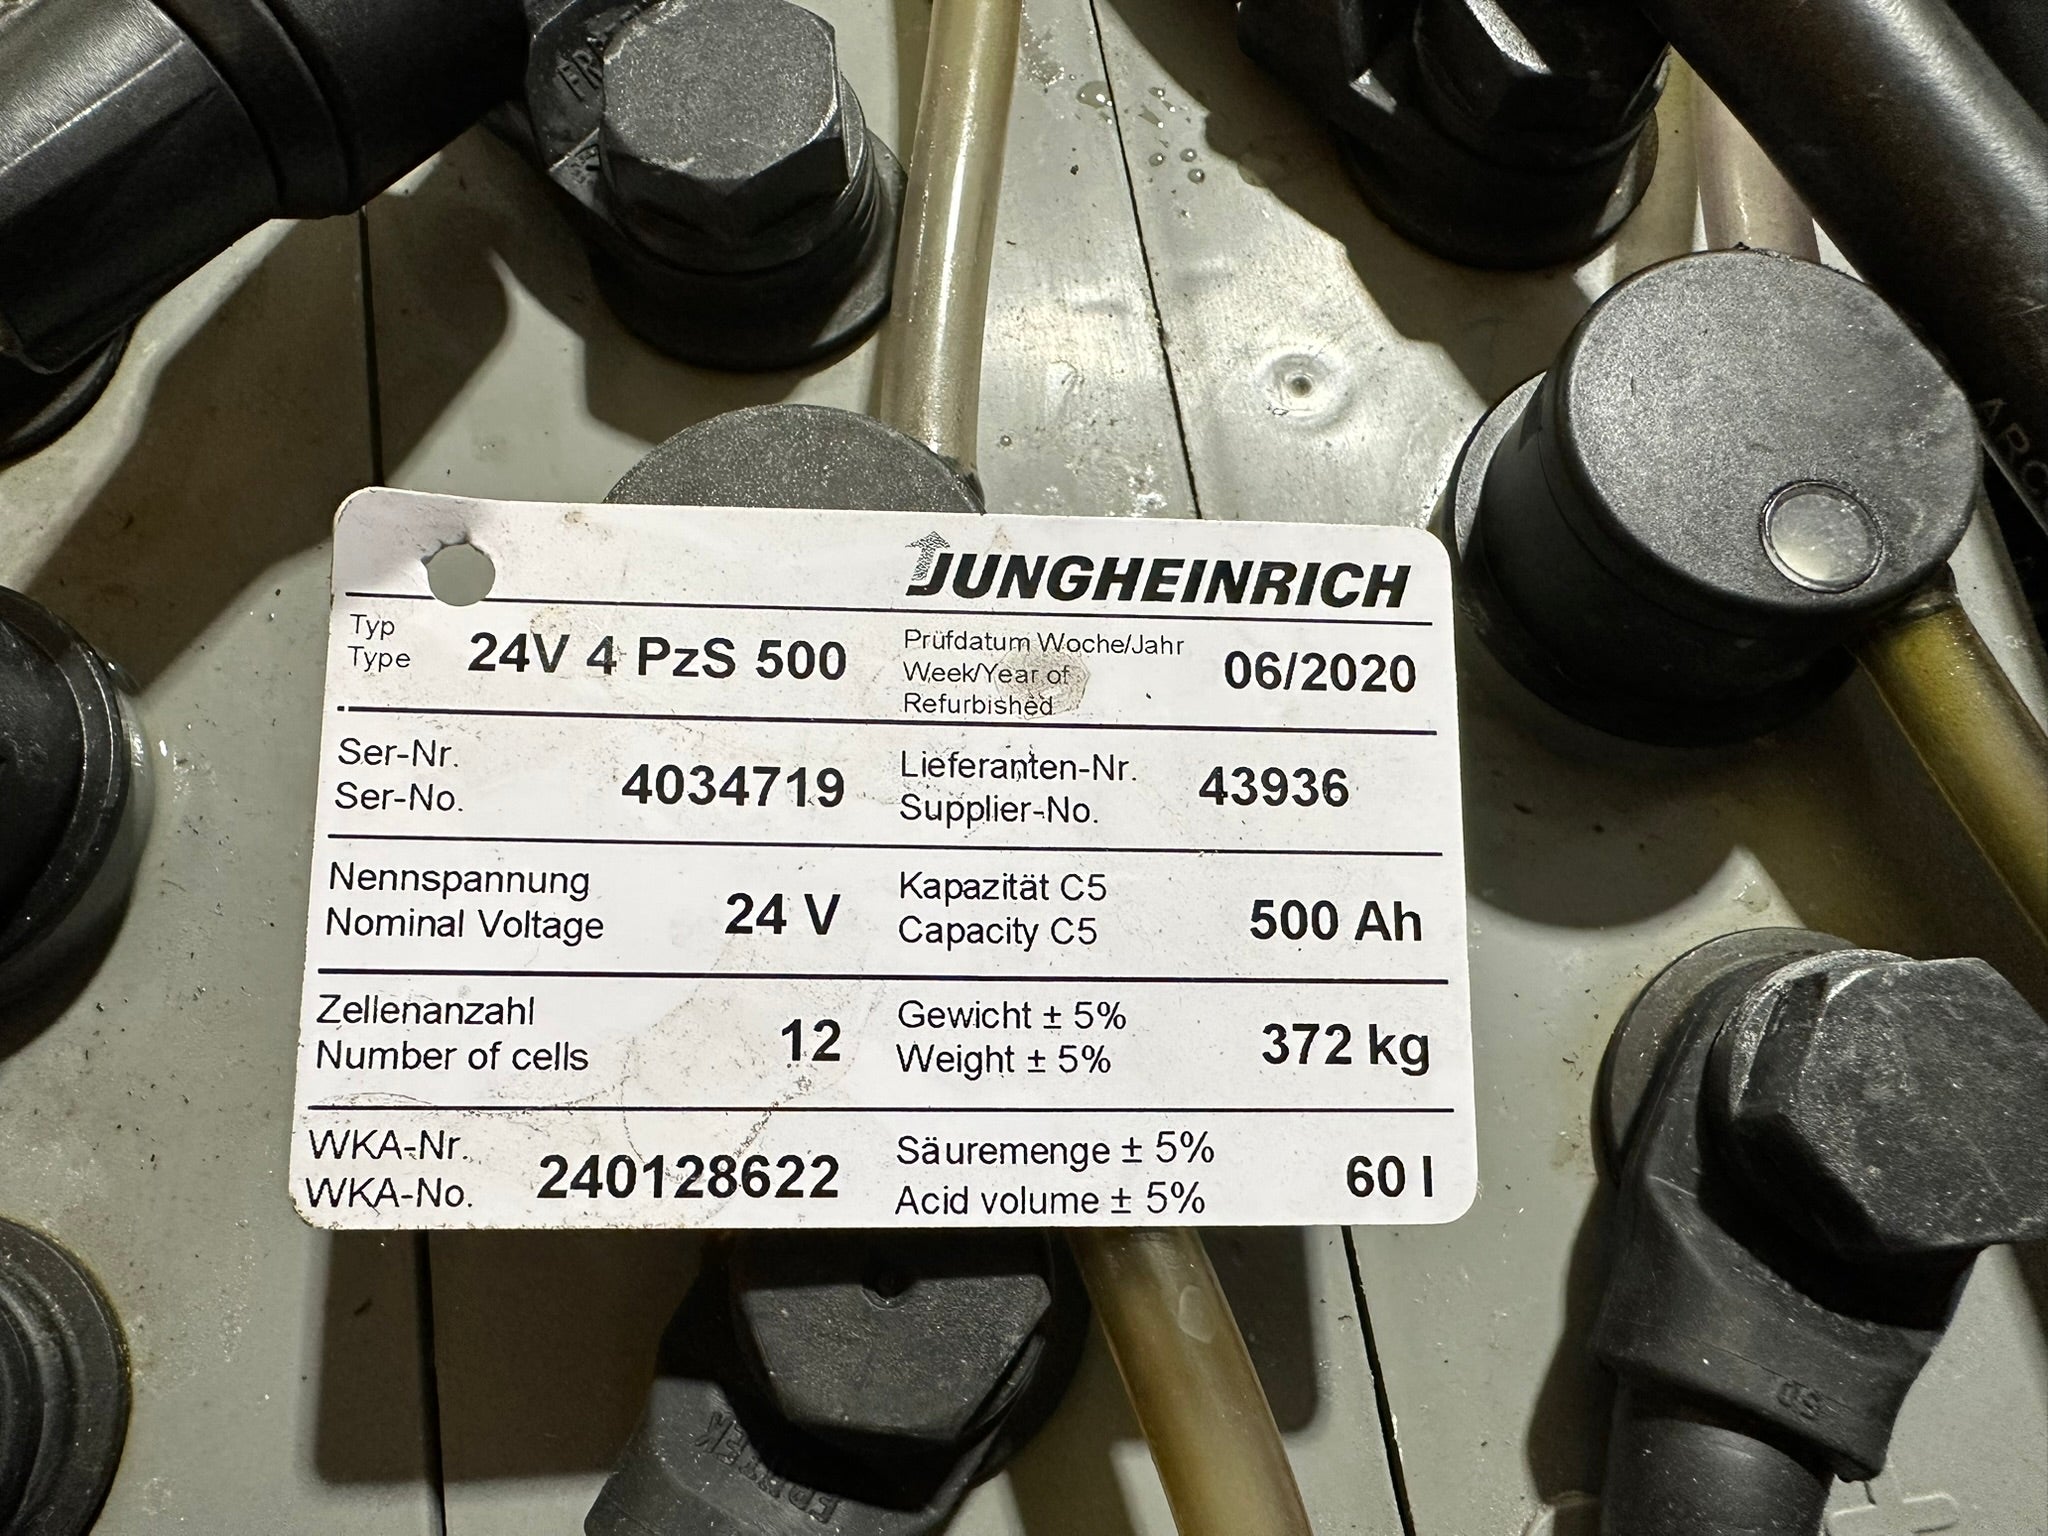 JUNGHEINRICH
Typ
Type
24V 4 PzS 500
Prüfdatum Woche/Jahr
Week/Year of
Refurbished
06/2020
Ser-Nr.
Ser-No.
4034719
Lieferanten-Nr.
Supplier-No.
43936
Nennspannung
Nominal Voltage
24 V
Kapazität C5
Capacity C5
500 Ah
Zellenanzahl
Number of cells
12
Gewicht ± 5%
Weight ± 5%
372 kg
WKA-Nr.
WKA-No.
240128622
Säuremenge ± 5%
Acid volume ± 5%
60 l